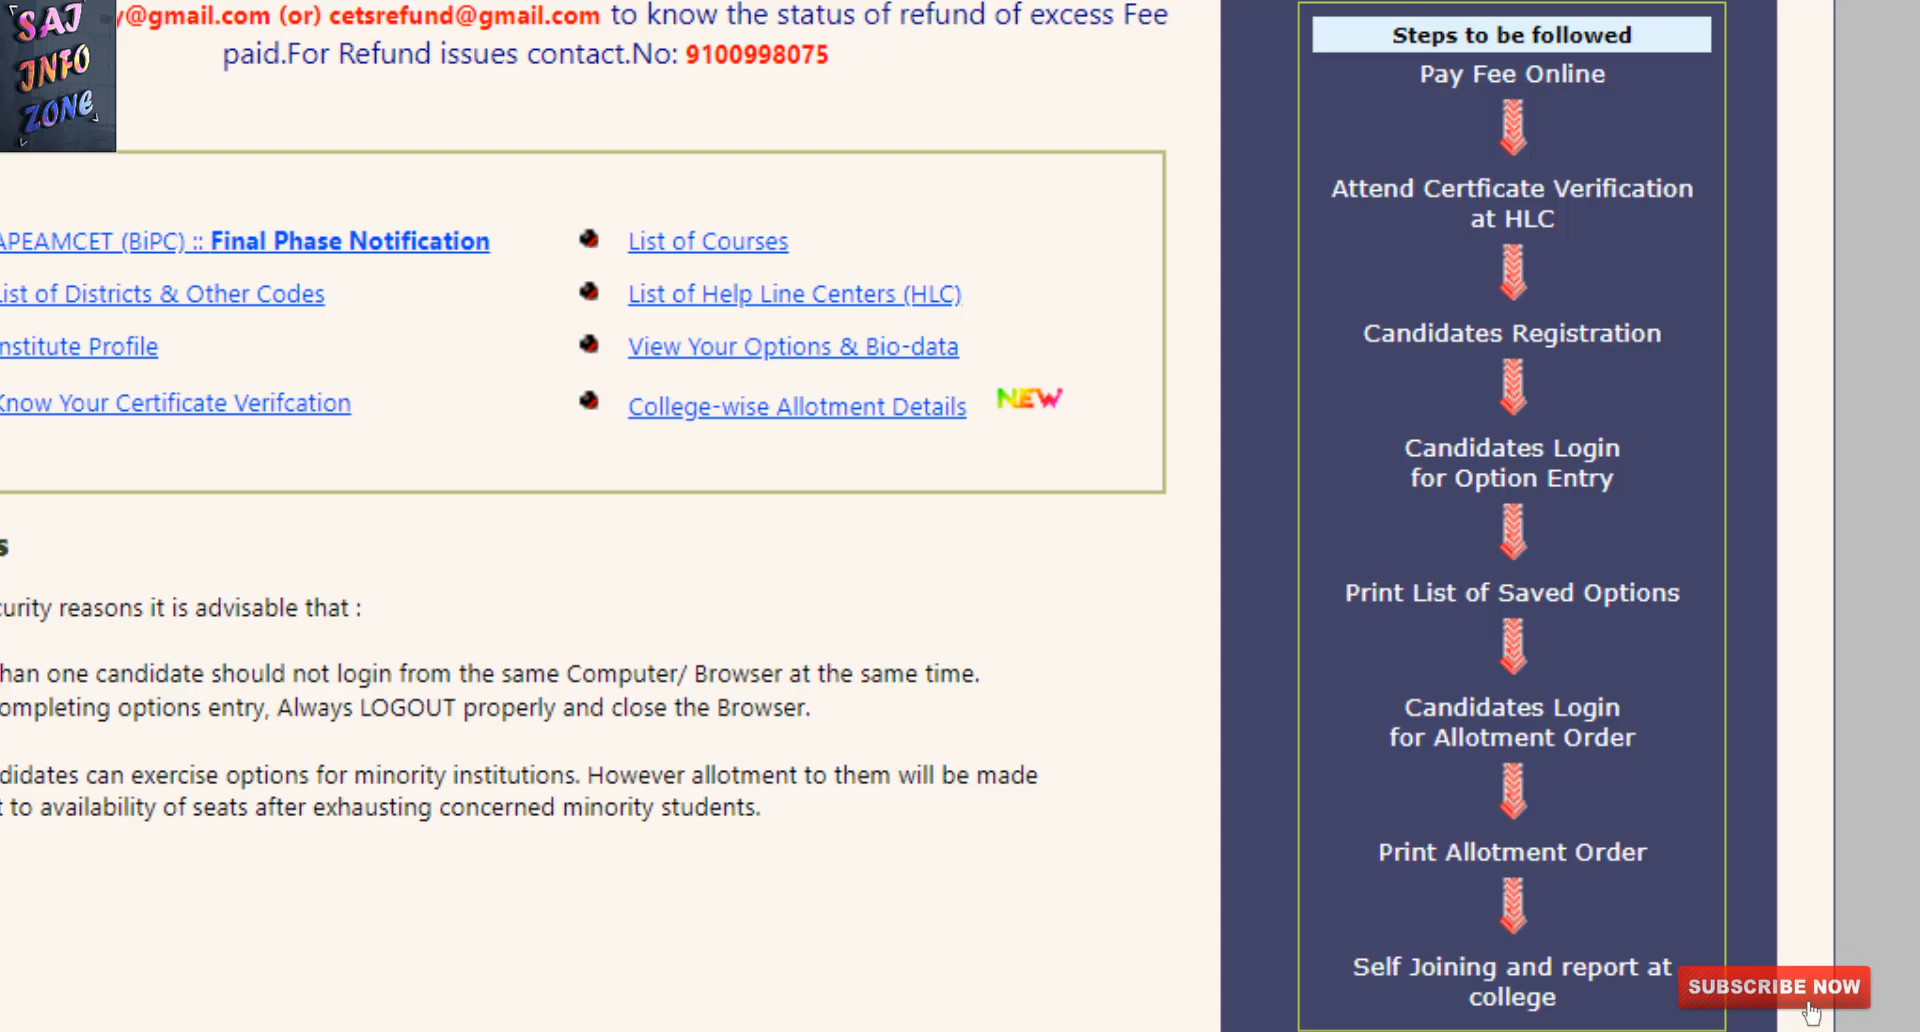 SAJ
INFO
ZONE
y@gmail.com (or) cetsrefund@gmail.com to know the status of refund of excess Fee
paid.For Refund issues contact.No: 9100998075
APEAMCET (BiPC) :: Final Phase Notification
List of Courses
List of Districts & Other Codes
List of Help Line Centers (HLC)
nstitute Profile
View Your Options & Bio-data
Know Your Certificate Verifcation
College-wise Allotment Details NEW
s
curity reasons it is advisable that :
han one candidate should not login from the same Computer/ Browser at the same time.
ompleting options entry, Always LOGOUT properly and close the Browser.
didates can exercise options for minority institutions. However allotment to them will be made
t to availability of seats after exhausting concerned minority students.
Steps to be followed
Pay Fee Online
Attend Certficate Verification
at HLC
Candidates Registration
Candidates Login
for Option Entry
Print List of Saved Options
Candidates Login
for Allotment Order
Print Allotment Order
Self Joining and report at
college
SUBSCRIBE NOW